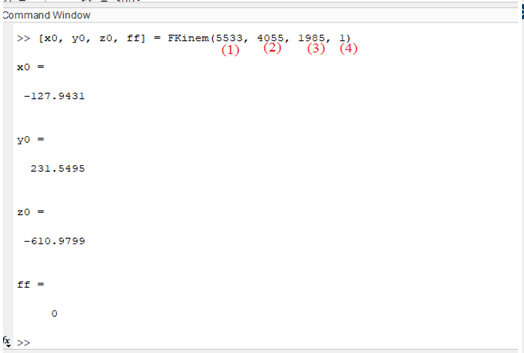 Command Window
>> [x0, y0, z0, ff] = FKinem(5533, 4055, 1985, 1)
(1) (2) (3) (4)
x0 =
-127.9431
y0 =
231.5495
z0 =
-610.9799
ff =
0
fx >>